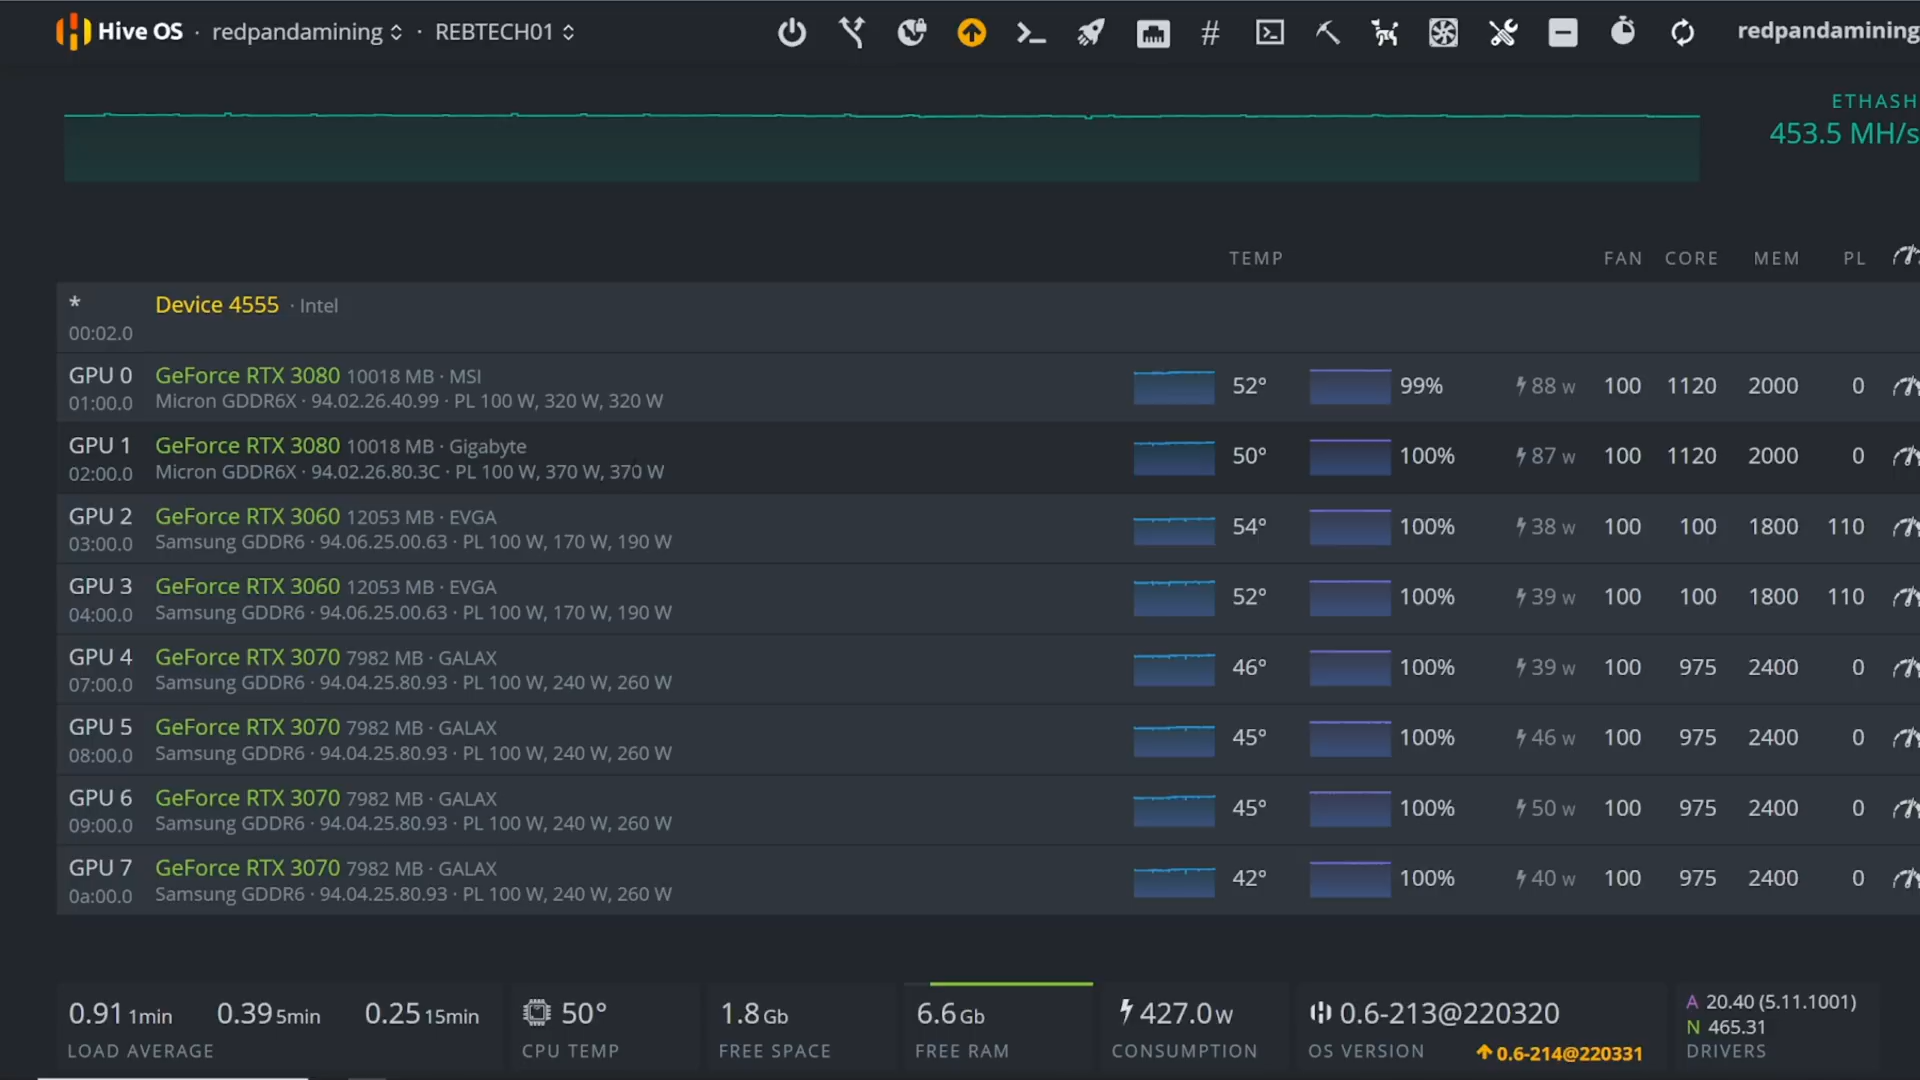 Hive OS · redpandamining · REBTECH01
redpandamining
ETHASH
453.5 MH/s
TEMP FAN CORE MEM PL
* Device 4555 · Intel
00:02.0
GPU 0 GeForce RTX 3080 10018 MB · MSI 52° 99% 88 w 100 1120 2000 0
01:00.0 Micron GDDR6X · 94.02.26.40.99 · PL 100 W, 320 W, 320 W
GPU 1 GeForce RTX 3080 10018 MB · Gigabyte 50° 100% 87 w 100 1120 2000 0
02:00.0 Micron GDDR6X · 94.02.26.80.3C · PL 100 W, 370 W, 370 W
GPU 2 GeForce RTX 3060 12053 MB · EVGA 54° 100% 38 w 100 100 1800 110
03:00.0 Samsung GDDR6 · 94.06.25.00.63 · PL 100 W, 170 W, 190 W
GPU 3 GeForce RTX 3060 12053 MB · EVGA 52° 100% 39 w 100 100 1800 110
04:00.0 Samsung GDDR6 · 94.06.25.00.63 · PL 100 W, 170 W, 190 W
GPU 4 GeForce RTX 3070 7982 MB · GALAX 46° 100% 39 w 100 975 2400 0
07:00.0 Samsung GDDR6 · 94.04.25.80.93 · PL 100 W, 240 W, 260 W
GPU 5 GeForce RTX 3070 7982 MB · GALAX 45° 100% 46 w 100 975 2400 0
08:00.0 Samsung GDDR6 · 94.04.25.80.93 · PL 100 W, 240 W, 260 W
GPU 6 GeForce RTX 3070 7982 MB · GALAX 45° 100% 50 w 100 975 2400 0
09:00.0 Samsung GDDR6 · 94.04.25.80.93 · PL 100 W, 240 W, 260 W
GPU 7 GeForce RTX 3070 7982 MB · GALAX 42° 100% 40 w 100 975 2400 0
0a:00.0 Samsung GDDR6 · 94.04.25.80.93 · PL 100 W, 240 W, 260 W
0.91 1min 0.39 5min 0.25 15min
LOAD AVERAGE
50°
CPU TEMP
1.8 Gb
FREE SPACE
6.6 Gb
FREE RAM
427.0 W
CONSUMPTION
0.6-213@220320
OS VERSION 0.6-214@220331
A 20.40 (5.11.1001)
N 465.31
DRIVERS